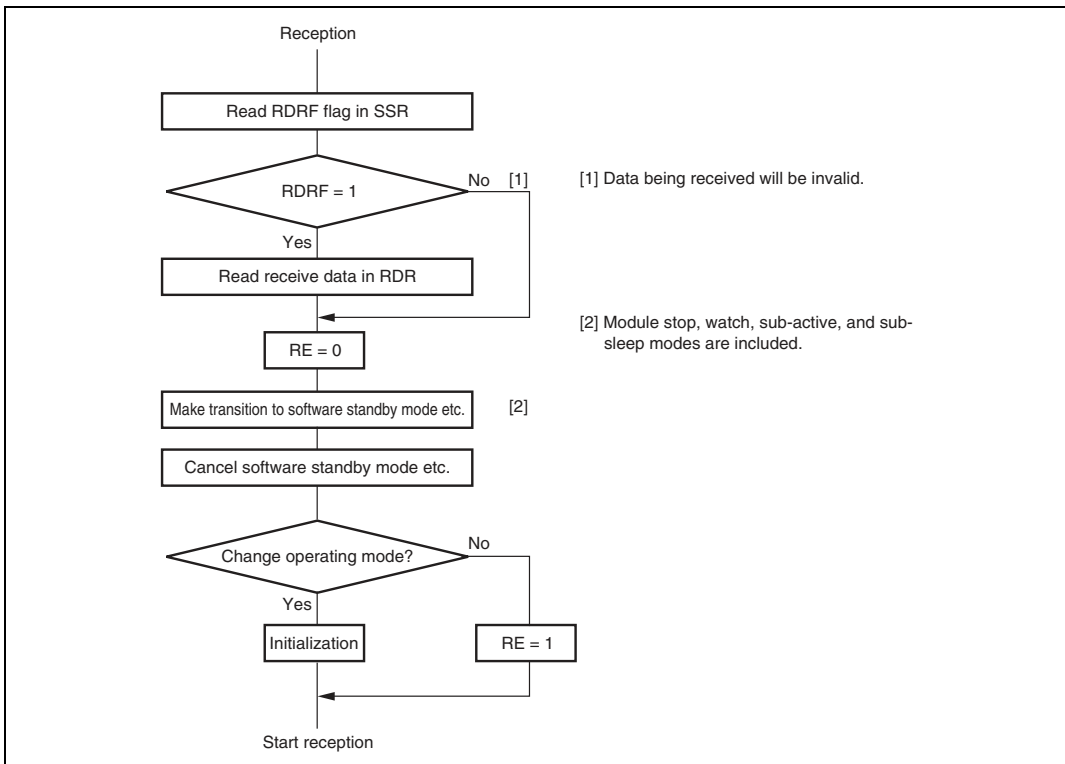 Reception
Read RDRF flag in SSR
RDRF = 1
No [1]
[1] Data being received will be invalid.
Yes
Read receive data in RDR
[2] Module stop, watch, sub-active, and sub-
sleep modes are included.
RE = 0
Make transition to software standby mode etc.
[2]
Cancel software standby mode etc.
Change operating mode?
No
Yes
Initialization
RE = 1
Start reception